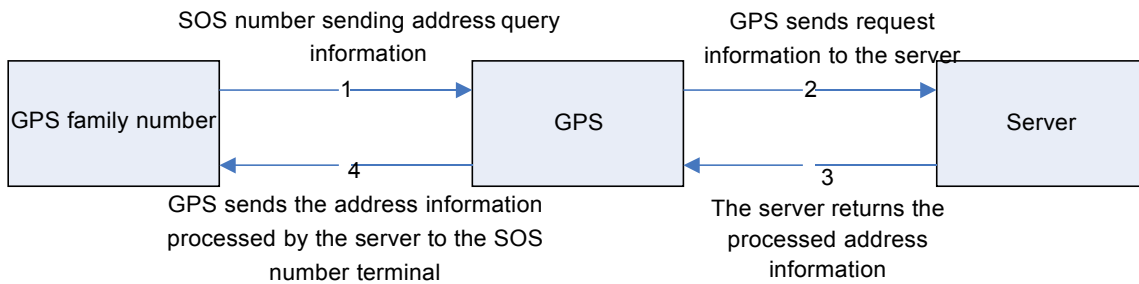 SOS number sending address query
information
GPS sends request
information to the server
1
2
GPS family number
GPS
Server
4
3
GPS sends the address information
processed by the server to the SOS
number terminal
The server returns the
processed address
information